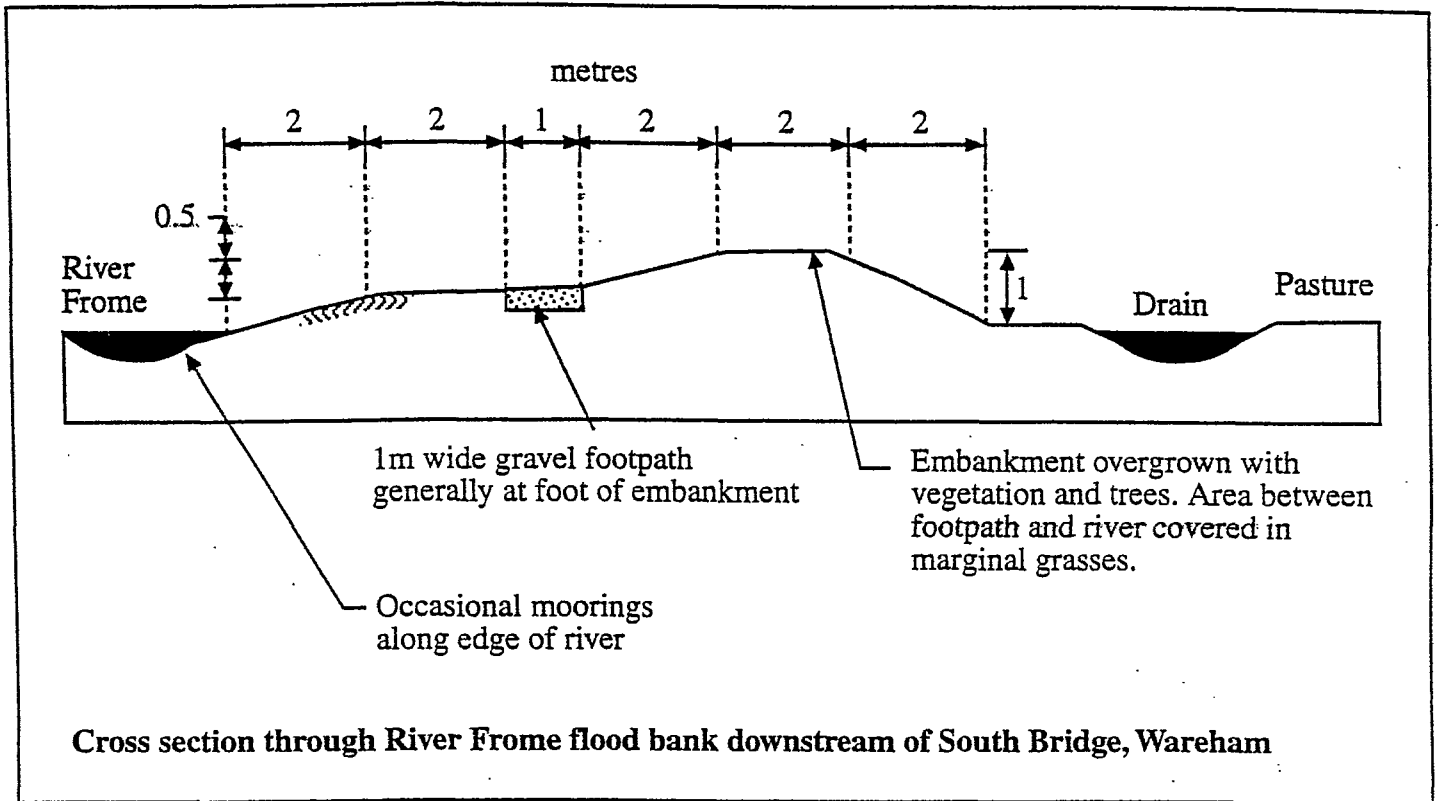 metres
2 2 1 2 2 2
0.5
River
Frome
1
Drain
Pasture
1m wide gravel footpath
generally at foot of embankment
Embankment overgrown with
vegetation and trees. Area between
footpath and river covered in
marginal grasses.
Occasional moorings
along edge of river
Cross section through River Frome flood bank downstream of South Bridge, Wareham